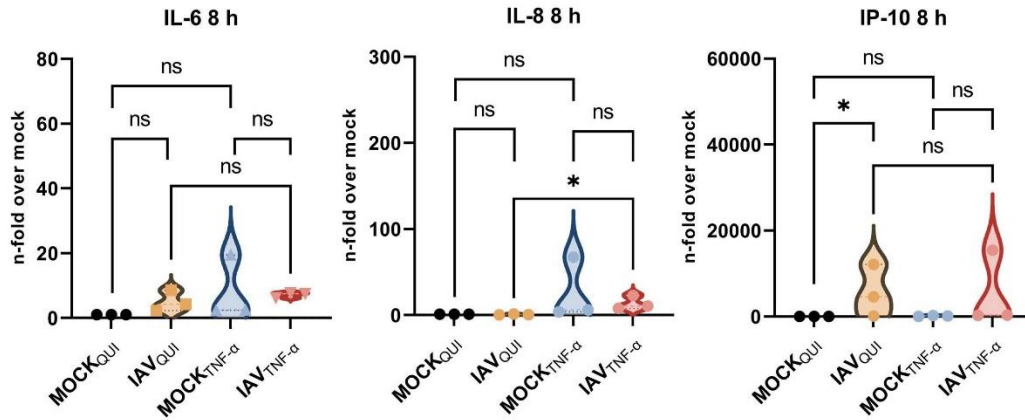 IL-6 8 h
n-fold over mock
80
60
40
20
0
ns
ns
ns
ns
MOCKQUI
IAVQUI
MOCKTNF-α
IAVTNF-α
IL-8 8 h
n-fold over mock
300
200
100
0
ns
ns
ns
*
MOCKQUI
IAVQUI
MOCKTNF-α
IAVTNF-α
IP-10 8 h
n-fold over mock
60000
40000
20000
0
ns
*
ns
ns
MOCKQUI
IAVQUI
MOCKTNF-α
IAVTNF-α